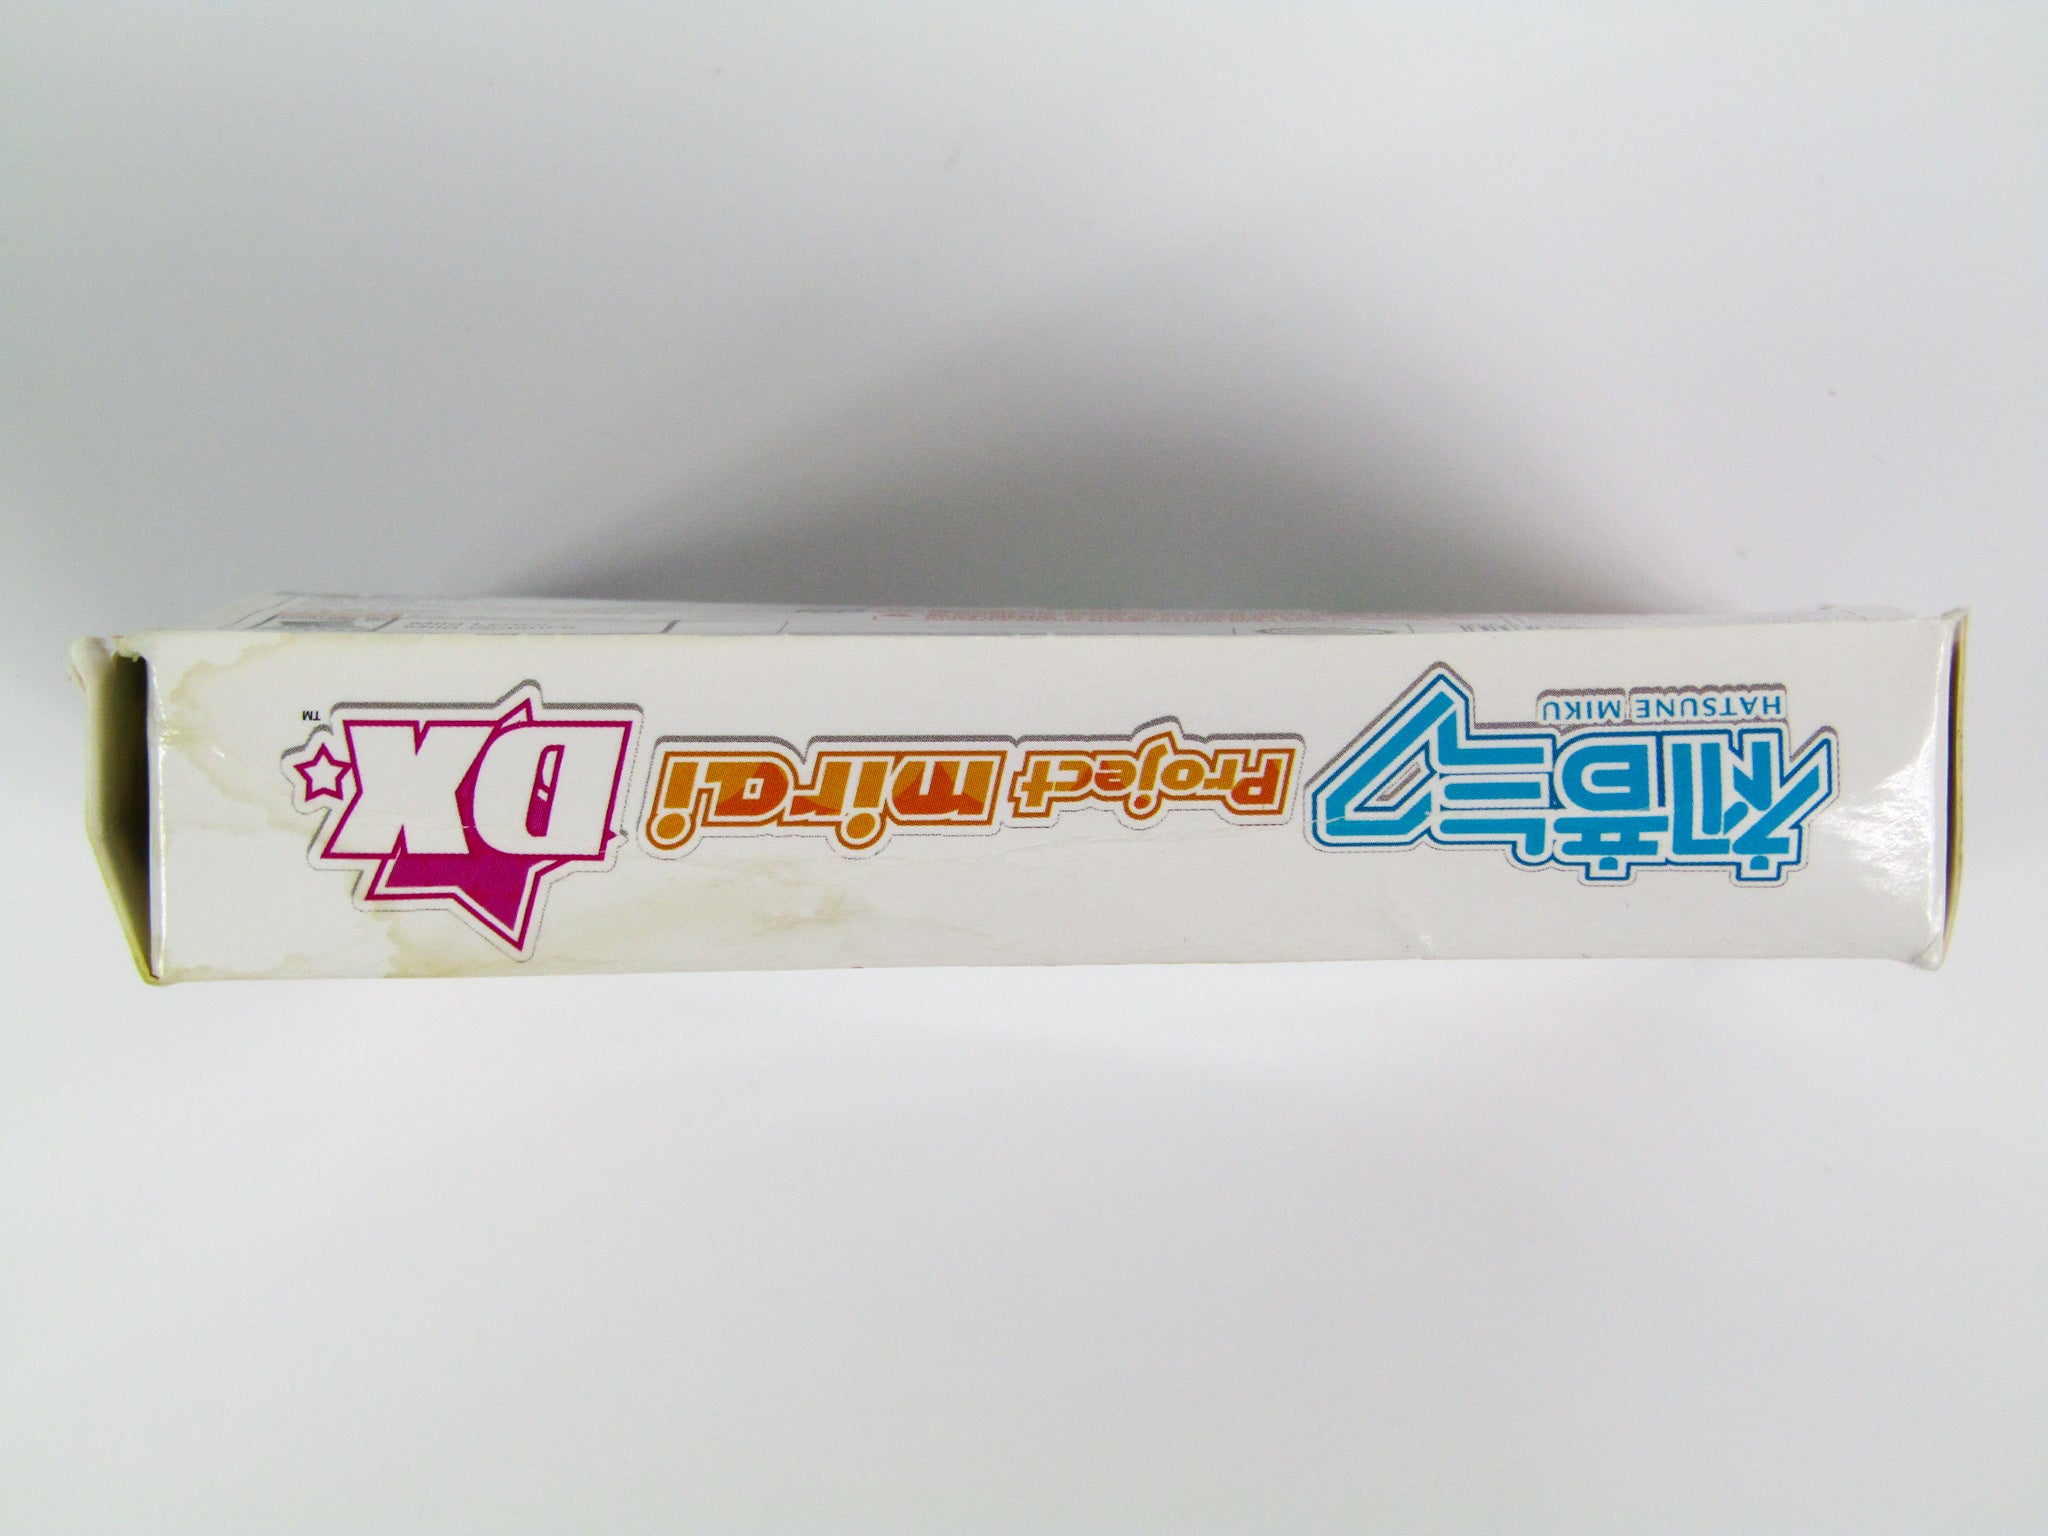 初音ミク
HATSUNE MIKU
Project mirai
DX
TM